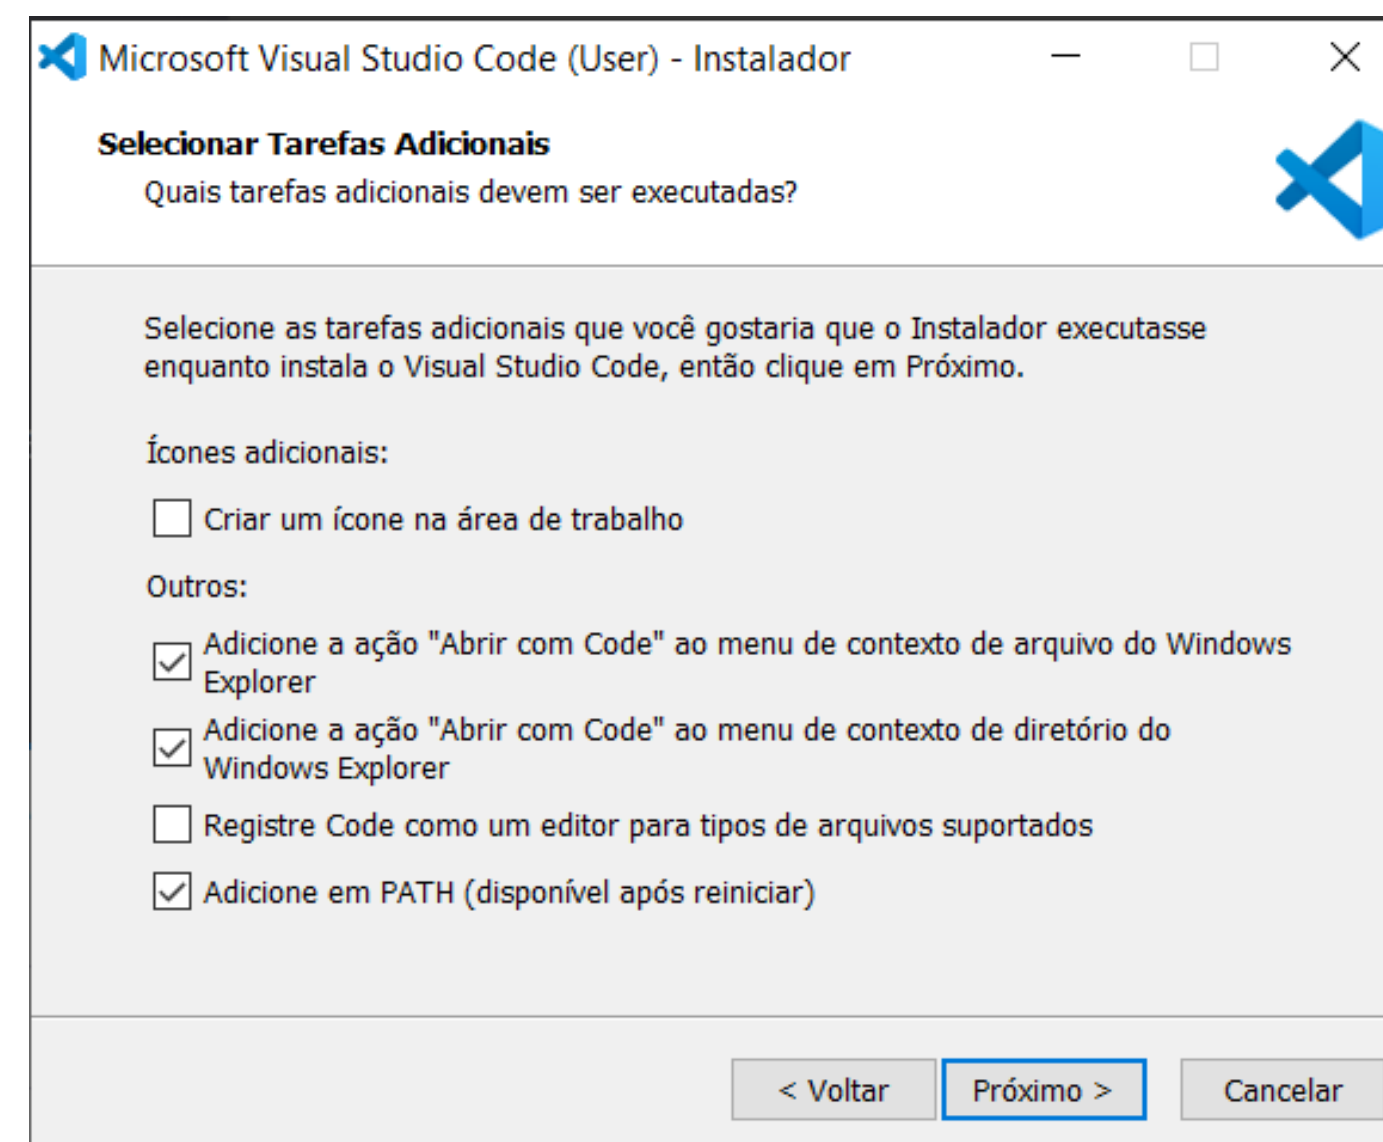 Microsoft Visual Studio Code (User) - Instalador
Selecionar Tarefas Adicionais
Quais tarefas adicionais devem ser executadas?
Selecione as tarefas adicionais que você gostaria que o Instalador executasse
enquanto instala o Visual Studio Code, então clique em Próximo.
Ícones adicionais:
Criar um ícone na área de trabalho
Outros:
Adicione a ação "Abrir com Code" ao menu de contexto de arquivo do Windows
Explorer
Adicione a ação "Abrir com Code" ao menu de contexto de diretório do
Windows Explorer
Registre Code como um editor para tipos de arquivos suportados
Adicione em PATH (disponível após reiniciar)
< Voltar
Próximo >
Cancelar